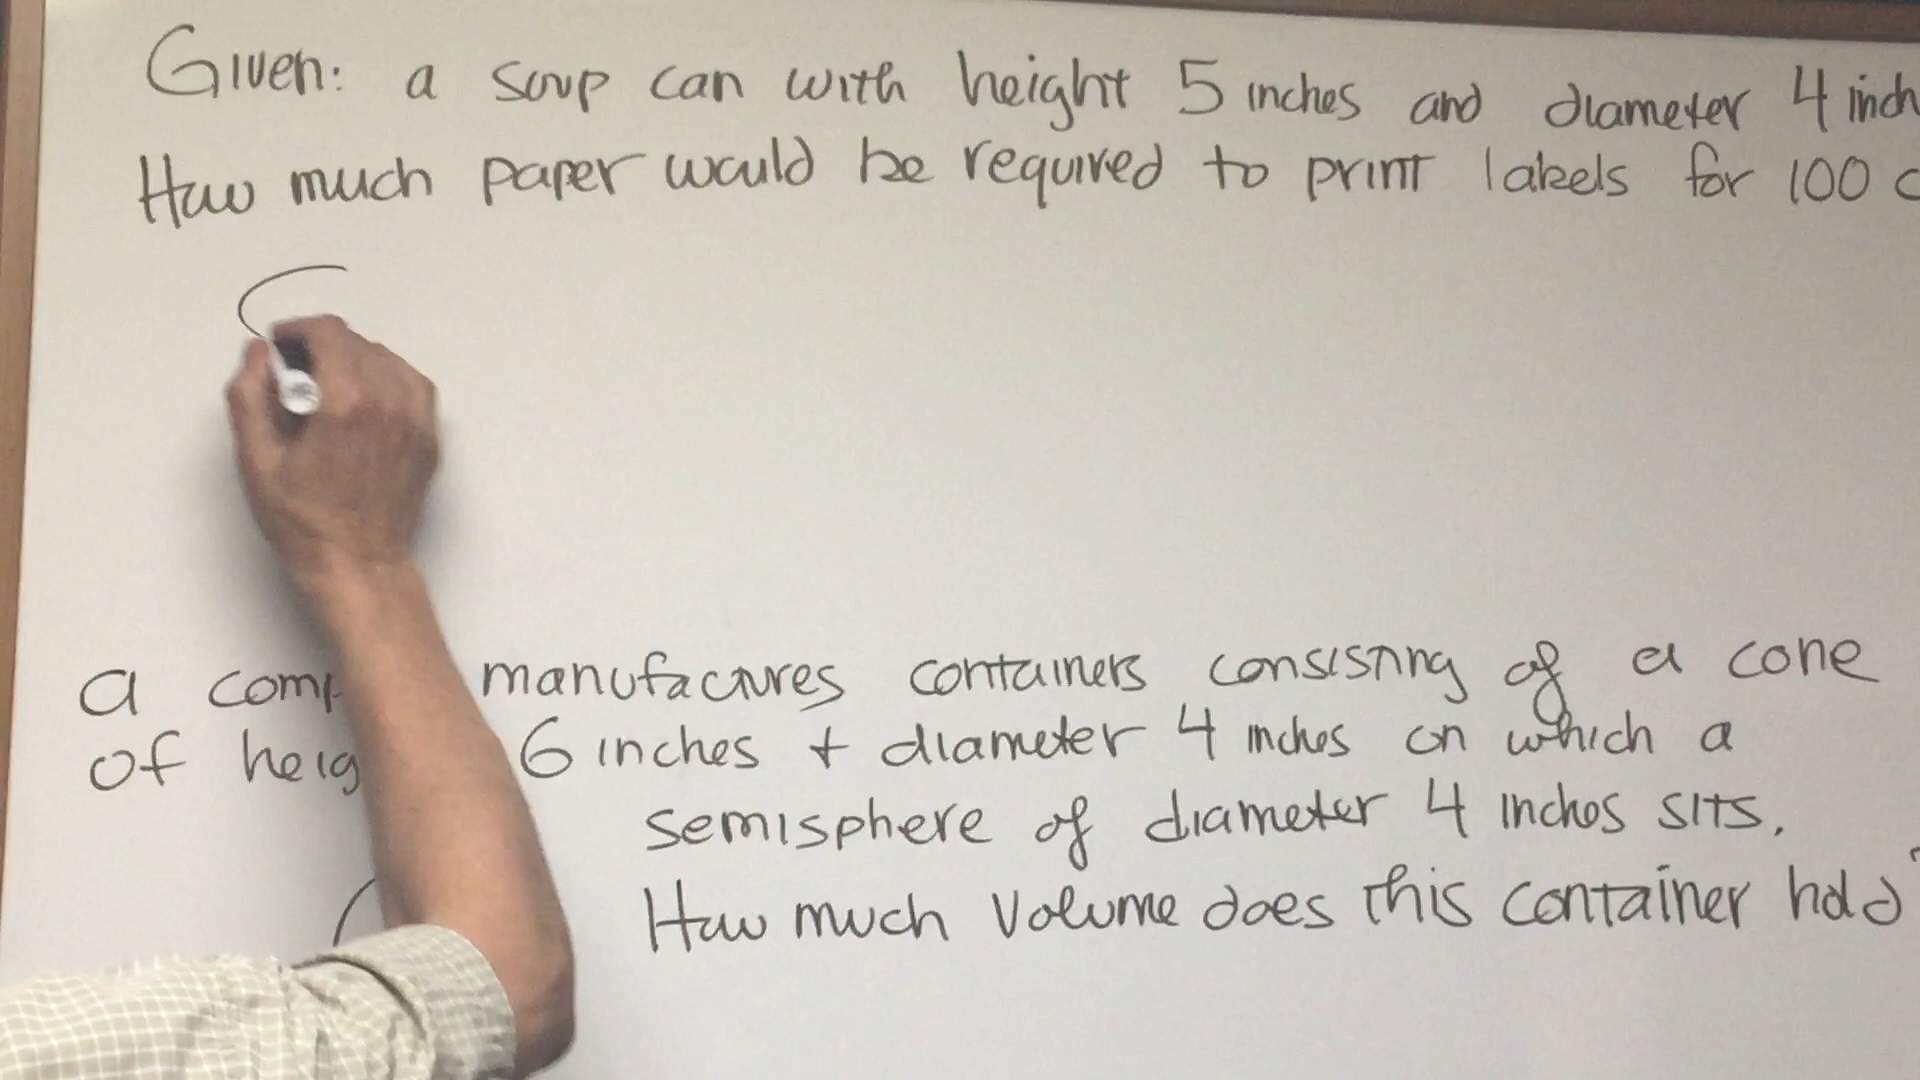 Given: a soup can with height 5 inches and diameter 4 inch
How much paper would be required to print labels for 100 c
a comp manufactures containers consisting of a cone
of heig 6 inches + diameter 4 inches on which a
semisphere of diameter 4 inches sits.
How much volume does this container hold?